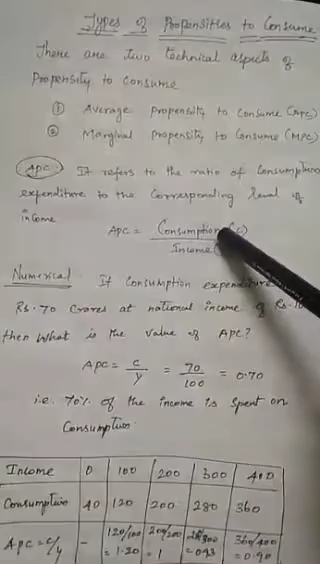 Types of Propensities to Consume
There are two technical aspects of
Propensity to Consume
① Average Propensity to Consume (APC)
② Marginal Propensity to Consume (MPC)
APC It refers to the ratio of Consumption
expenditure to the Corresponding level of
income
APC = Consumption (C)
Income
Numerical If Consumption expenditure
Rs. 70 Crores at national income of Rs.
then What is the value of APC?
APC = C/Y = 70/100 = 0.70
i.e. 70% of the income is Spent on
Consumption
Income 0 100 200 300 400
Consumption 40 120 200 280 360
APC = C/Y - 120/100 = 1.20 200/200 = 1 280/300 = 0.93 360/400 = 0.90